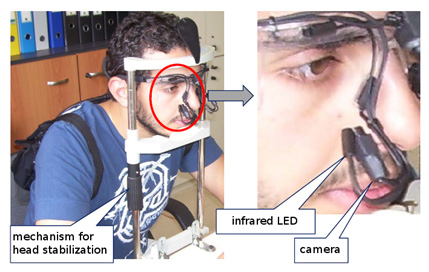 mechanism for
head stabilization
infrared LED
camera